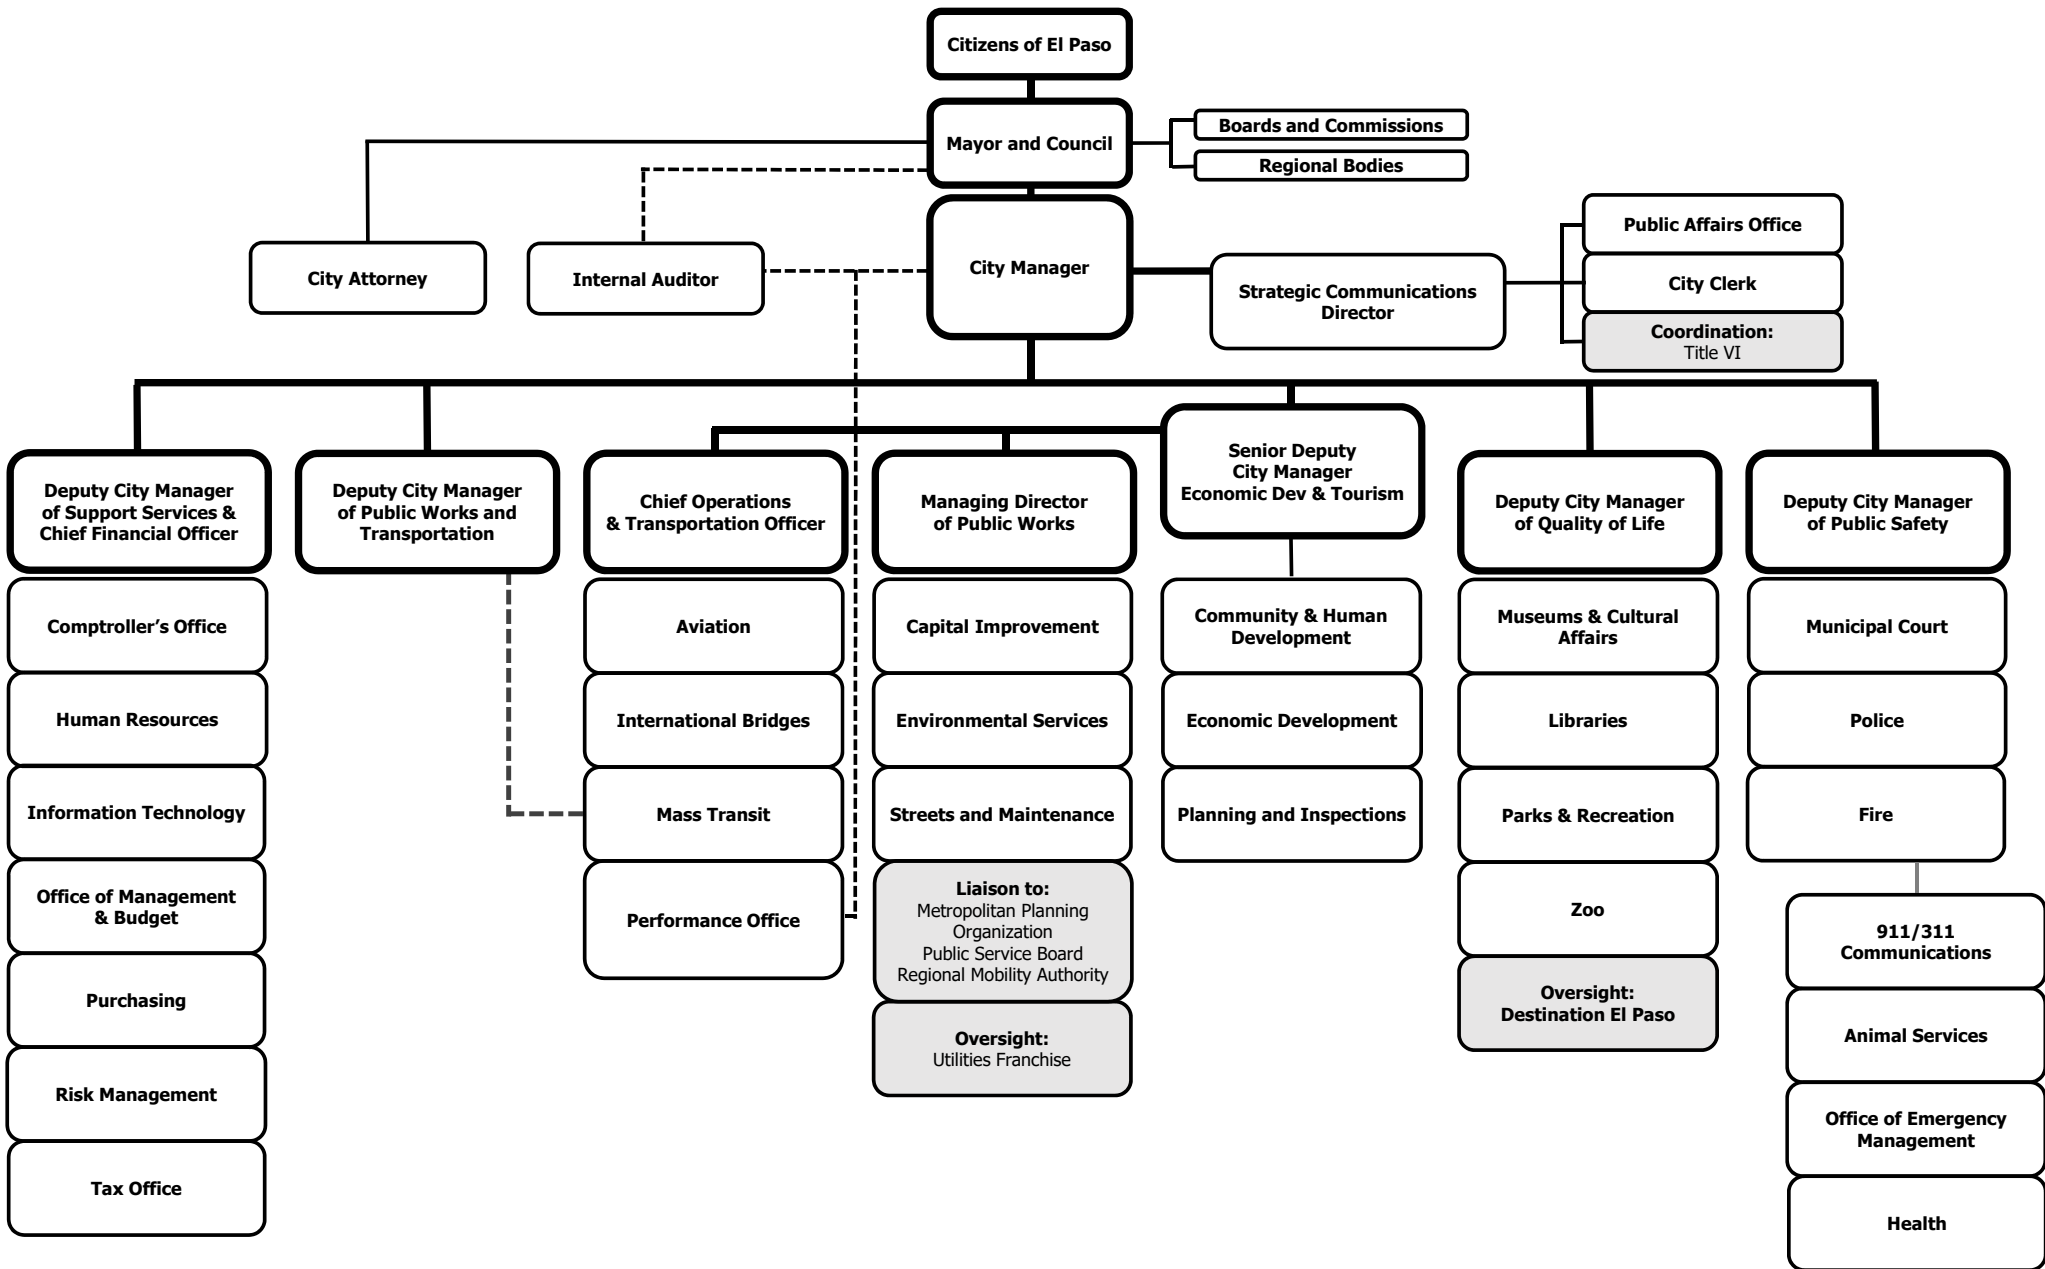 Citizens of El Paso
Mayor and Council
Boards and Commissions
Regional Bodies
City Attorney
Internal Auditor
City Manager
Strategic Communications
Director
Public Affairs Office
City Clerk
Coordination:
Title VI
Deputy City Manager
of Support Services &
Chief Financial Officer
Comptroller’s Office
Human Resources
Information Technology
Office of Management
& Budget
Purchasing
Risk Management
Tax Office
Deputy City Manager
of Public Works and
Transportation
Chief Operations
& Transportation Officer
Aviation
International Bridges
Mass Transit
Performance Office
Managing Director
of Public Works
Capital Improvement
Environmental Services
Streets and Maintenance
Liaison to:
Metropolitan Planning
Organization
Public Service Board
Regional Mobility Authority
Oversight:
Utilities Franchise
Senior Deputy
City Manager
Economic Dev & Tourism
Community & Human
Development
Economic Development
Planning and Inspections
Deputy City Manager
of Quality of Life
Museums & Cultural
Affairs
Libraries
Parks & Recreation
Zoo
Oversight:
Destination El Paso
Deputy City Manager
of Public Safety
Municipal Court
Police
Fire
911/311
Communications
Animal Services
Office of Emergency
Management
Health